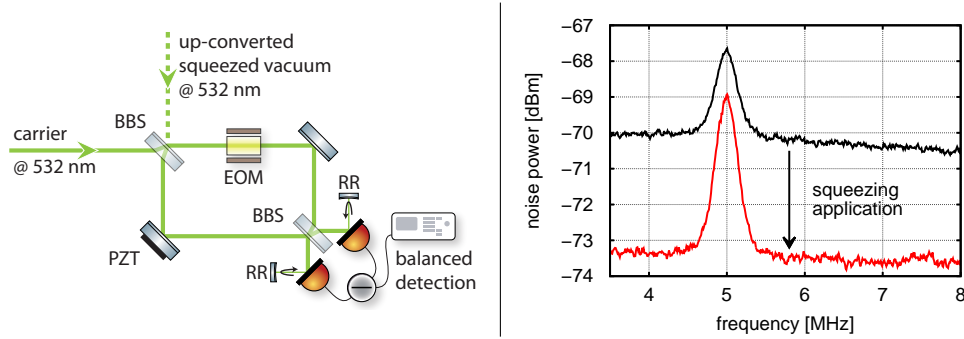 up-converted
squeezed vacuum
@ 532 nm
carrier
@ 532 nm
BBS
EOM
RR
BBS
PZT
RR
balanced
detection
noise power [dBm]
−67
−68
−69
−70
−71
−72
−73
−74
squeezing
application
4 5 6 7 8
frequency [MHz]